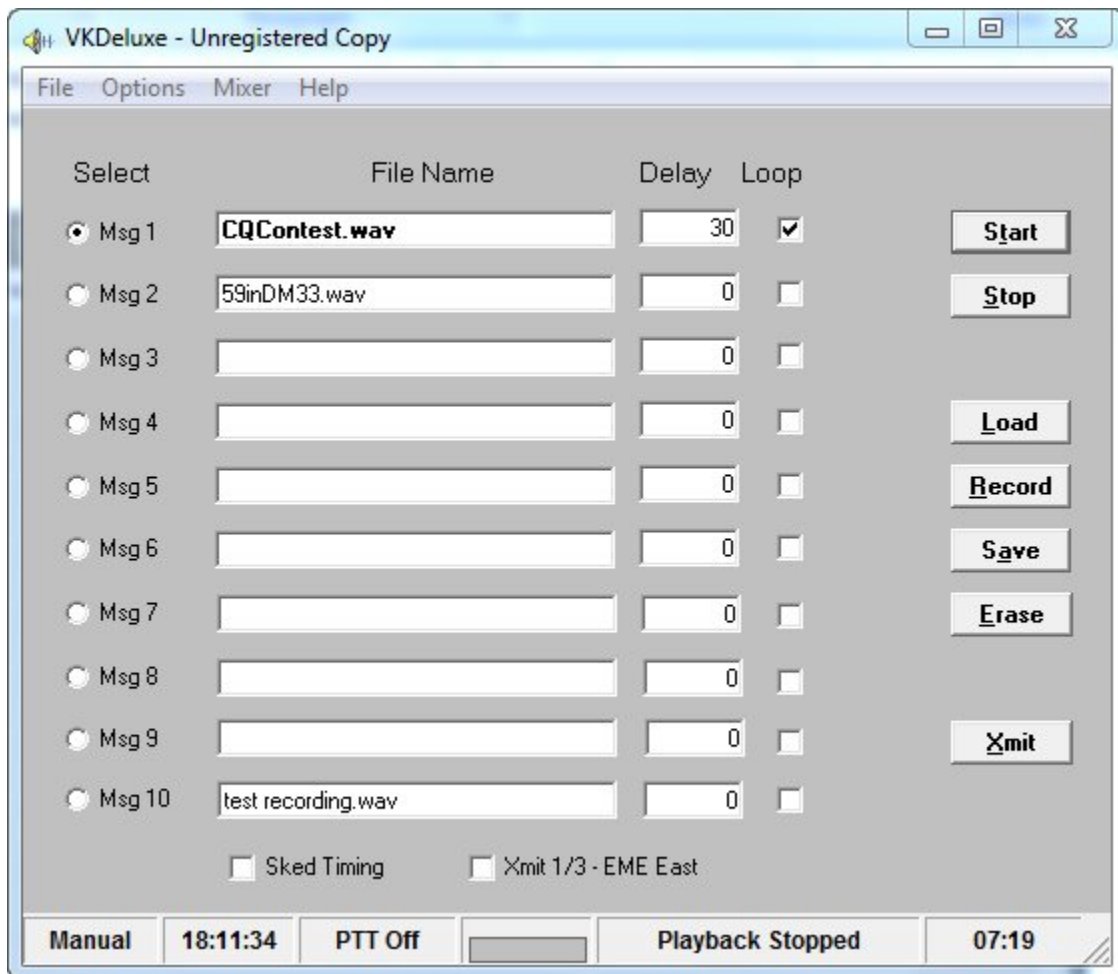 VKDeluxe - Unregistered Copy
File Options Mixer Help
Select File Name Delay Loop
Msg 1 CQContest.wav 30 Start
Msg 2 59inDM33.wav 0 Stop
Msg 3 0
Msg 4 0 Load
Msg 5 0 Record
Msg 6 0 Save
Msg 7 0 Erase
Msg 8 0
Msg 9 0 Xmit
Msg 10 test recording.wav 0
Sked Timing Xmit 1/3 - EME East
Manual 18:11:34 PTT Off Playback Stopped 07:19